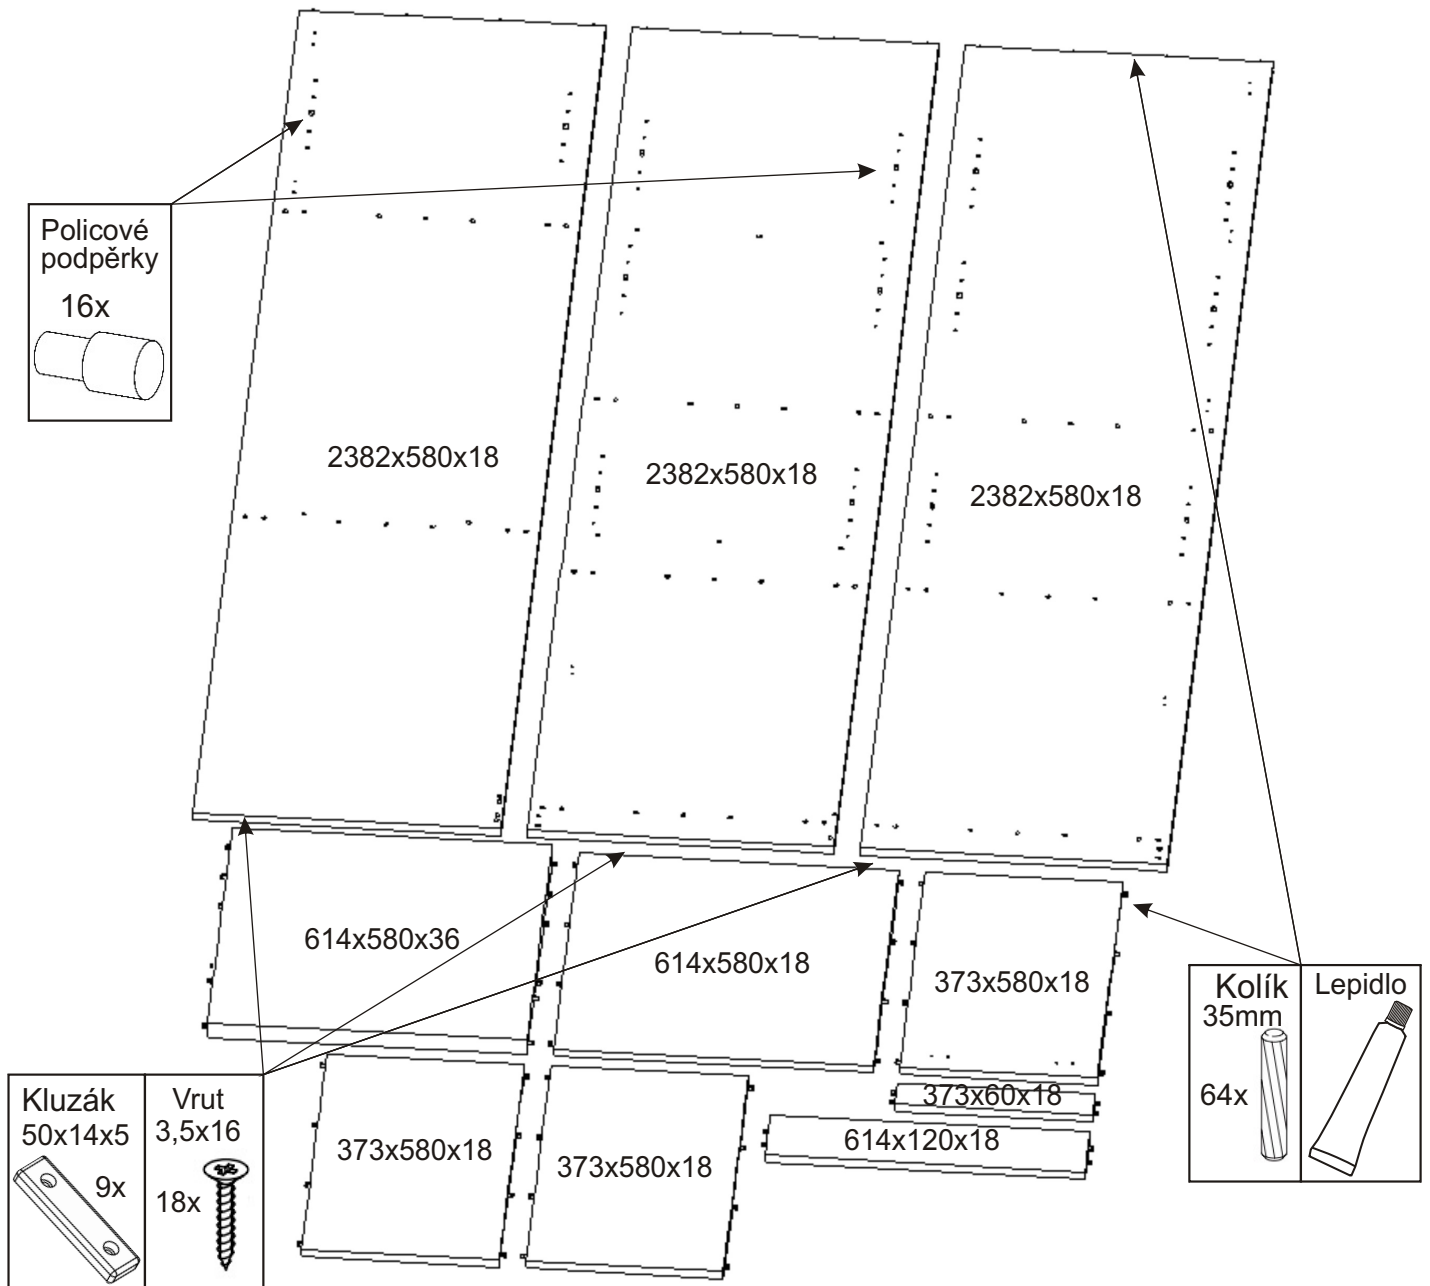 Policové
podpěrky
16x
2382x580x18
2382x580x18
2382x580x18
614x580x36
614x580x18
373x580x18
Kolík
35mm
64x
Lepidlo
Kluzák
50x14x5
9x
Vrut
3,5x16
18x
373x580x18
373x580x18
373x60x18
614x120x18